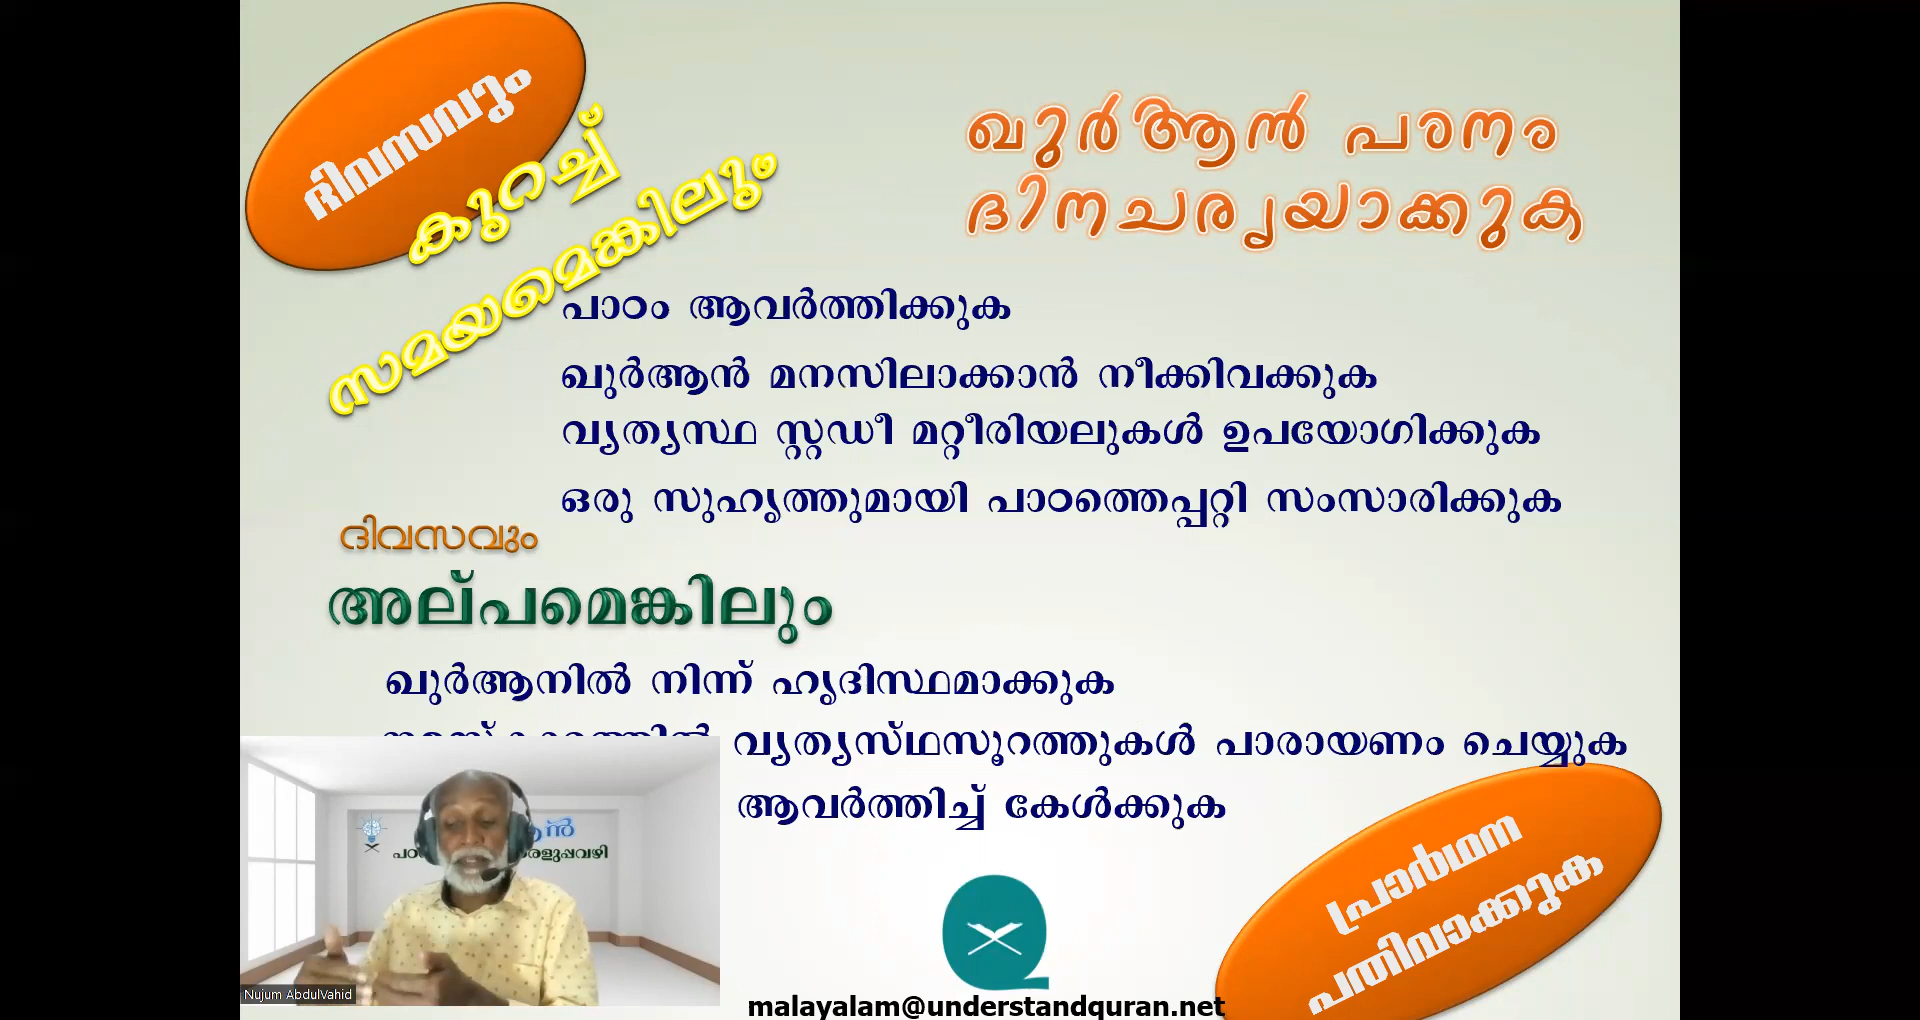 ദിവസവും
കുറച്ച്
സമയമെങ്കിലും
ഖുർആൻ പഠനം
ദിനചര്യയാക്കുക
പാഠം ആവർത്തിക്കുക
ഖുർആൻ മനസിലാക്കാൻ നീക്കിവക്കുക
വ്യത്യസ്ഥ സ്റ്റഡീ മറ്റീരിയലുകൾ ഉപയോഗിക്കുക
ഒരു സുഹൃത്തുമായി പാഠത്തെപ്പറ്റി സംസാരിക്കുക
ദിവസവും
അല്പമെങ്കിലും
ഖുർആനിൽ നിന്ന് ഹൃദിസ്ഥമാക്കുക
വ്യത്യസ്ഥസൂറത്തുകൾ പാരായണം ചെയ്യുക
ആവർത്തിച്ച് കേൾക്കുക
പ്രാർഥന
പതിവാക്കുക
Nujum AbdulVahid
malayalam@understandquran.net